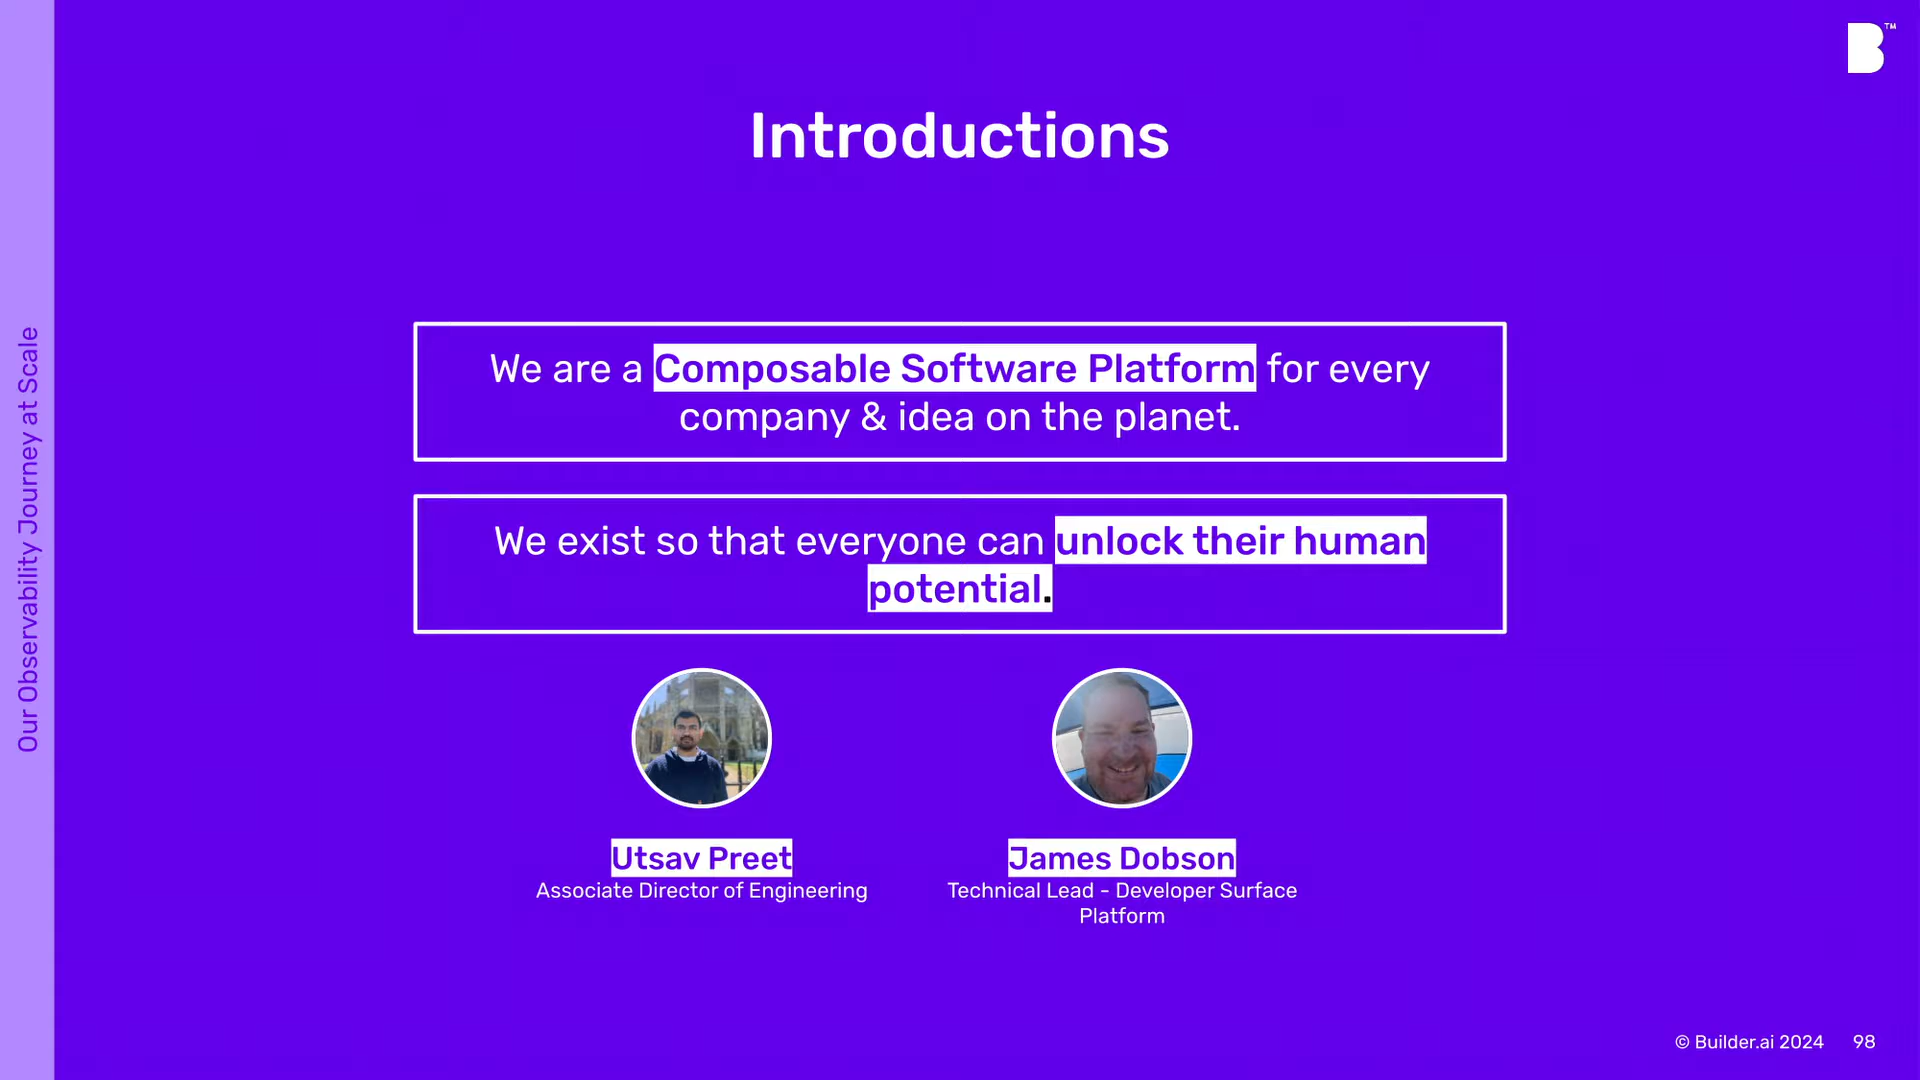 B™
Introductions
We are a Composable Software Platform for every
company & idea on the planet.
We exist so that everyone can unlock their human
potential.
Utsav Preet
Associate Director of Engineering
James Dobson
Technical Lead - Developer Surface
Platform
Our Observability Journey at Scale
© Builder.ai 2024 98